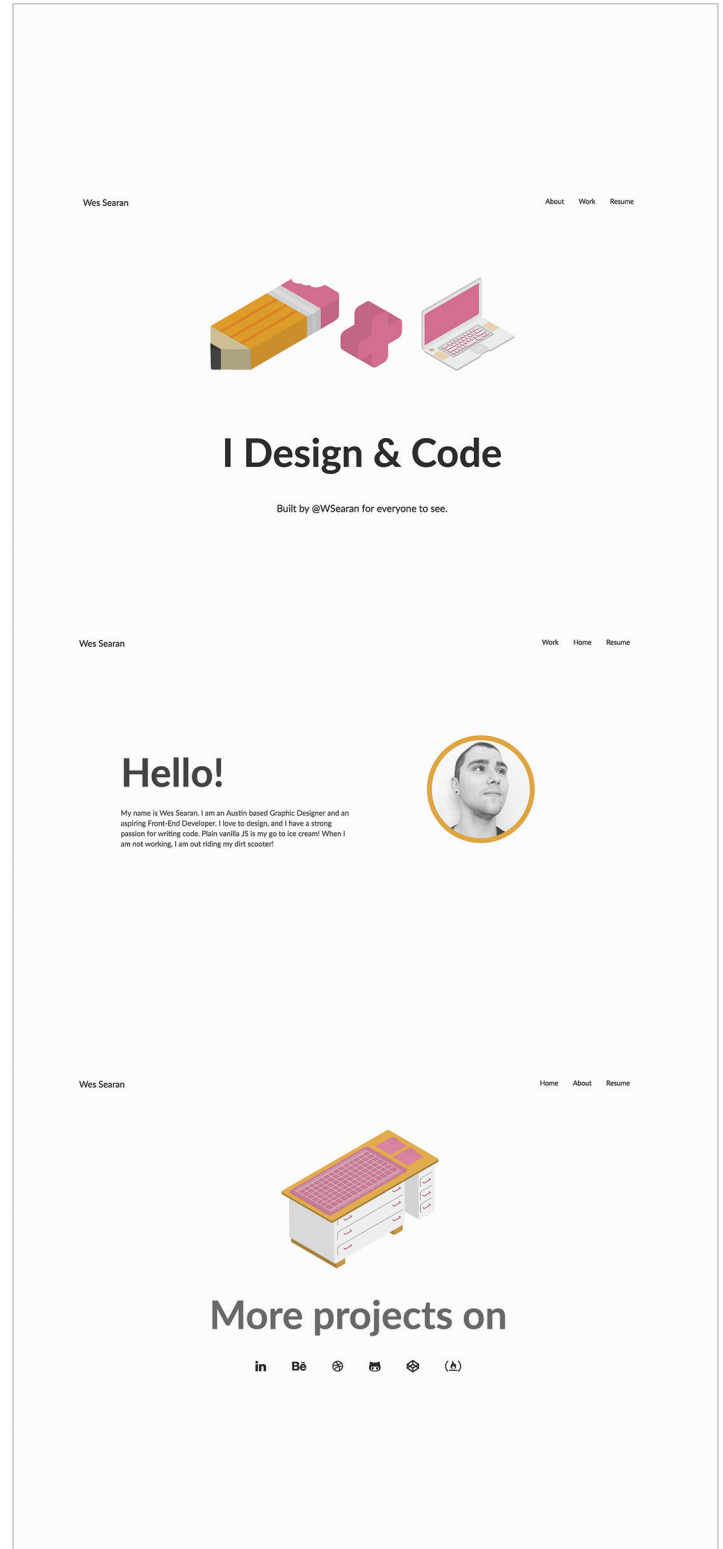 Wes Searan
About Work Resume
I Design & Code
Built by @WSearan for everyone to see.
Wes Searan
Work Home Resume
Hello!
My name is Wes Searan. I am an Austin based Graphic Designer and an
aspiring Front-End Developer. I love to design, and I have a strong
passion for writing code. Plain vanilla JS is my go to ice cream! When I
am not working, I am out riding my dirt scooter!
Wes Searan
Home About Resume
More projects on
in Bē